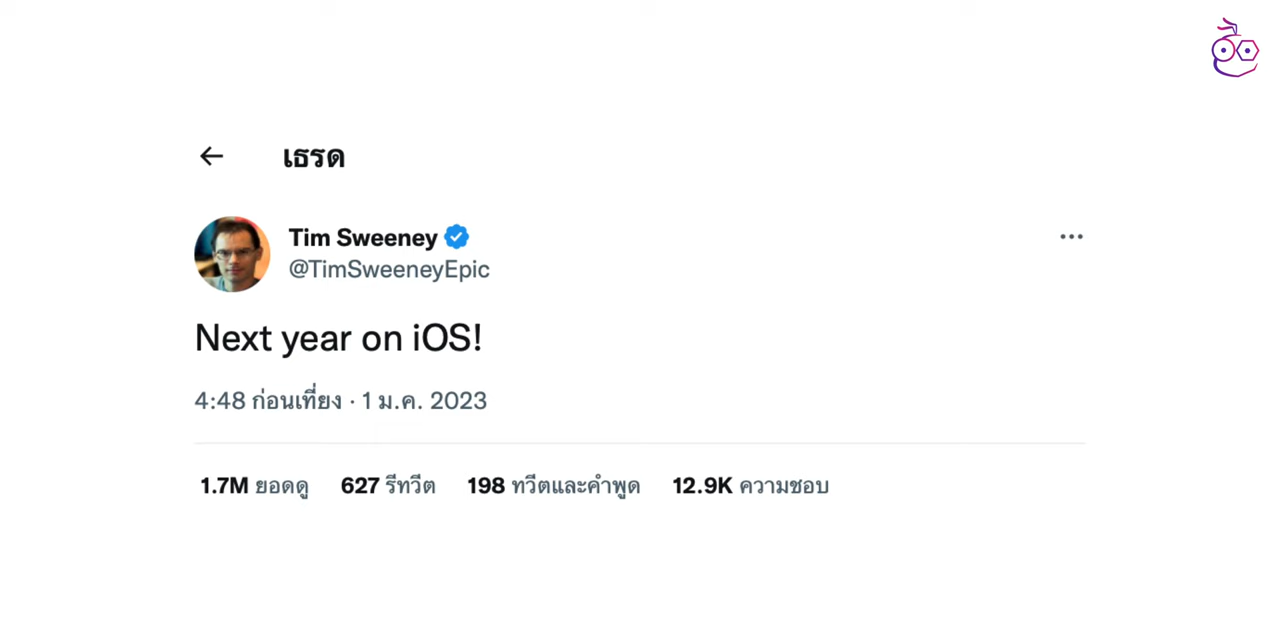 เธรด
Tim Sweeney
@TimSweeneyEpic
Next year on iOS!
4:48 ก่อนเที่ยง · 1 ม.ค. 2023
1.7M ยอดดู 627 รีทวีต 198 ทวีตและคำพูด 12.9K ความชอบ